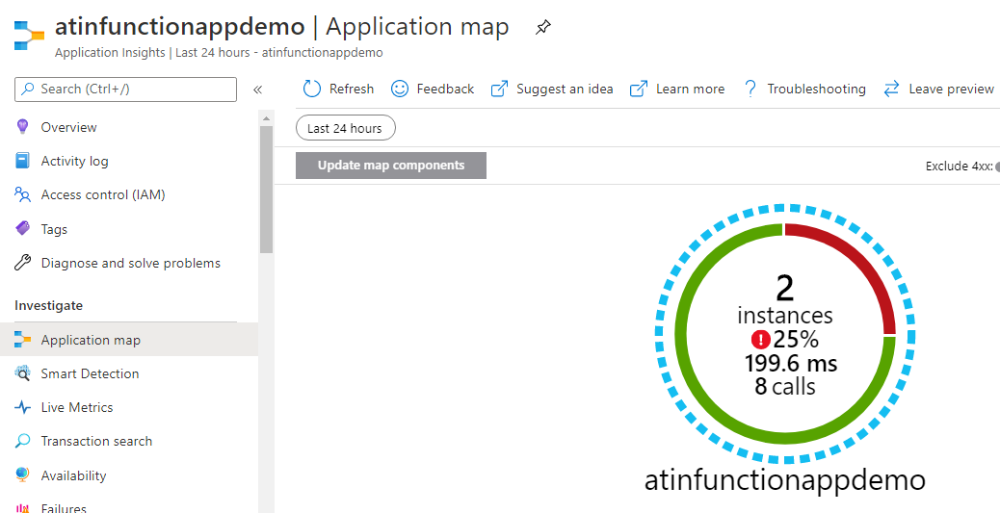 atinfunctionappdemo | Application map
Application Insights | Last 24 hours - atinfunctionappdemo
Search (Ctrl+/)
«
Refresh
Feedback
Suggest an idea
Learn more
Troubleshooting
Leave preview
Overview
Activity log
Access control (IAM)
Tags
Diagnose and solve problems
Investigate
Application map
Smart Detection
Live Metrics
Transaction search
Availability
Failures
Last 24 hours
Update map components
Exclude 4xx:
2
instances
25%
199.6 ms
8 calls
atinfunctionappdemo